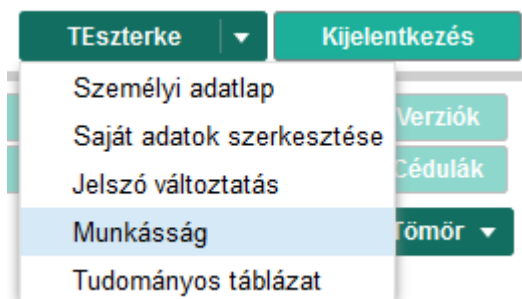 TEszterke Kijelentkezés
Személyi adatlap
Verziók
Saját adatok szerkesztése
Cédulák
Jelszó változtatás
Munkásság
Tömör
Tudományos táblázat